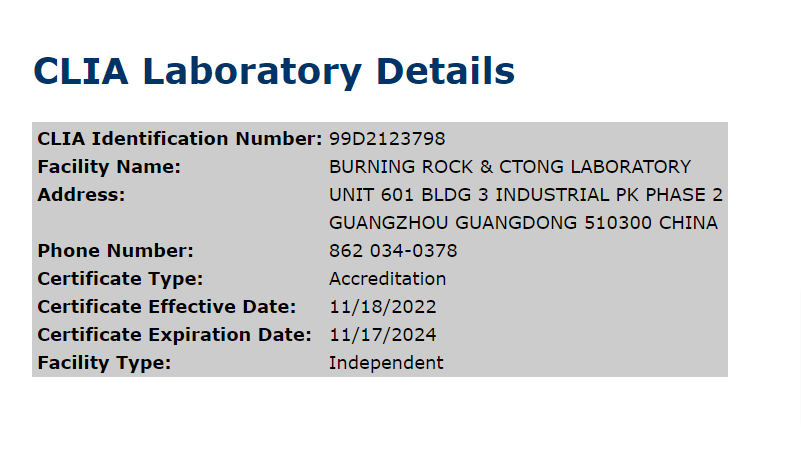 CLIA Laboratory Details
CLIA Identification Number: 99D2123798
Facility Name: BURNING ROCK & CTONG LABORATORY
Address: UNIT 601 BLDG 3 INDUSTRIAL PK PHASE 2
GUANGZHOU GUANGDONG 510300 CHINA
Phone Number: 862 034-0378
Certificate Type: Accreditation
Certificate Effective Date: 11/18/2022
Certificate Expiration Date: 11/17/2024
Facility Type: Independent